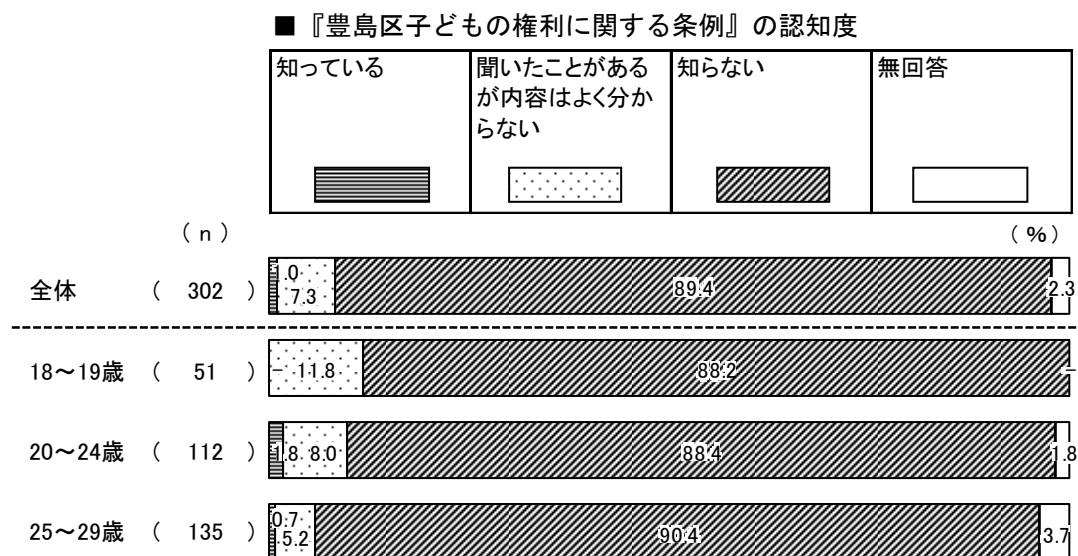 ■『豊島区子どもの権利に関する条例』の認知度
知っている
聞いたことがある
が内容はよく分か
らない
知らない
無回答
(n) (%)
全体 ( 302 ) 1.0 7.3 89.4 2.3
18～19歳 ( 51 ) - 11.8 88.2 -
20～24歳 ( 112 ) 1.8 8.0 88.4 1.8
25～29歳 ( 135 ) 0.7 5.2 90.4 3.7